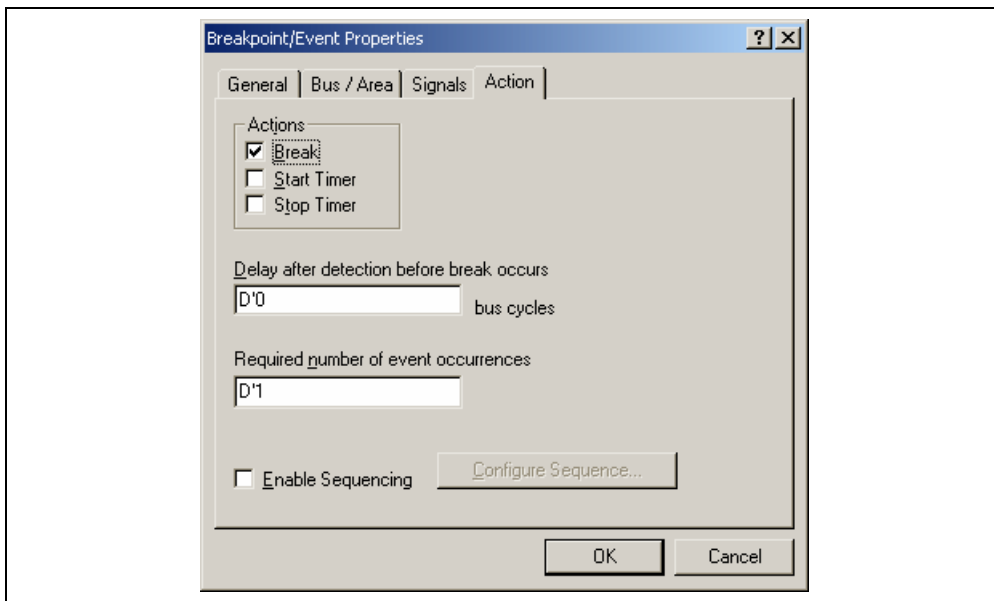 Breakpoint/Event Properties
General Bus / Area Signals Action
Actions
Break
Start Timer
Stop Timer
Delay after detection before break occurs
D'0 bus cycles
Required number of event occurrences
D'1
Enable Sequencing Configure Sequence...
OK Cancel